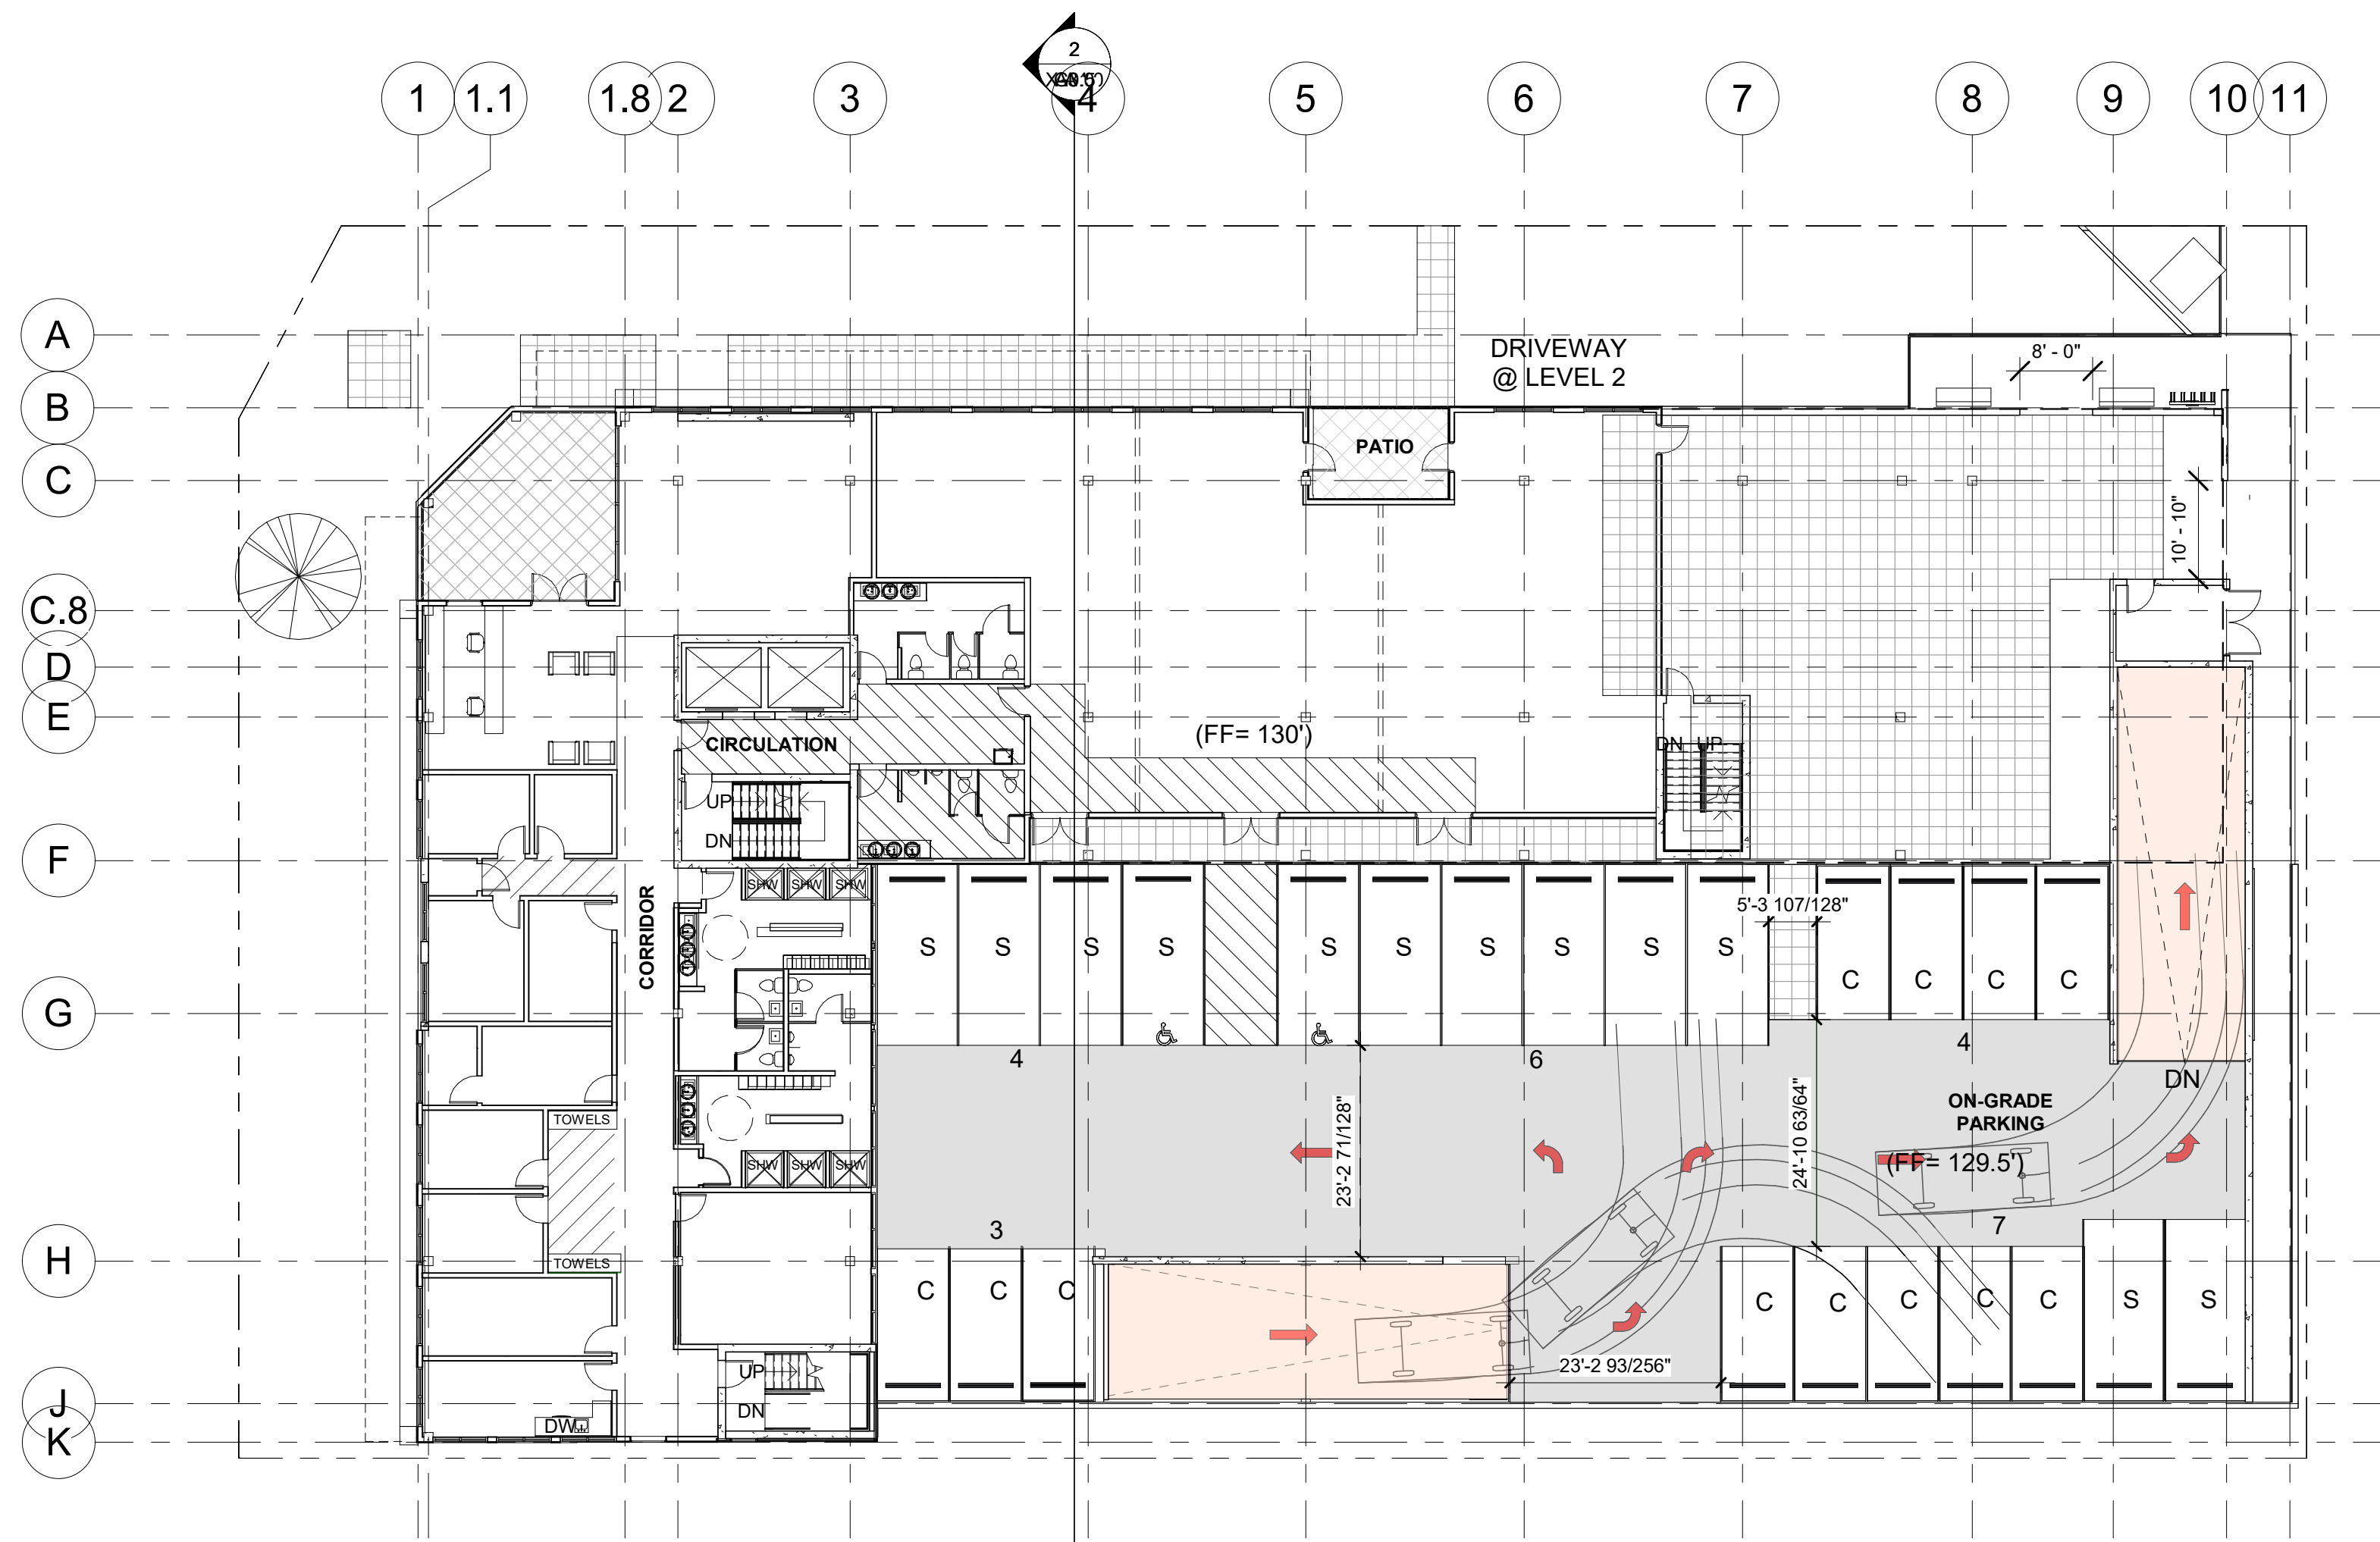 2
1
1.1
1.8
2
3
4
5
6
7
8
9
10
11
A
B
C
C.8
D
E
F
G
H
J
K
DRIVEWAY
@ LEVEL 2
8' - 0"
PATIO
10' - 10"
CIRCULATION
(FF= 130')
DN UP
UP
DN
SHW SHW SHW
CORRIDOR
5'-3 107/128"
S S S S S S S S S S
C C C C
4
6
4
DN
ON-GRADE
PARKING
(FF= 129.5')
23'-2 71/128"
24'-10 63/64"
TOWELS
SHW SHW SHW
3
7
TOWELS
C C C
C C C C C S S
23'-2 93/256"
UP
DN
DW